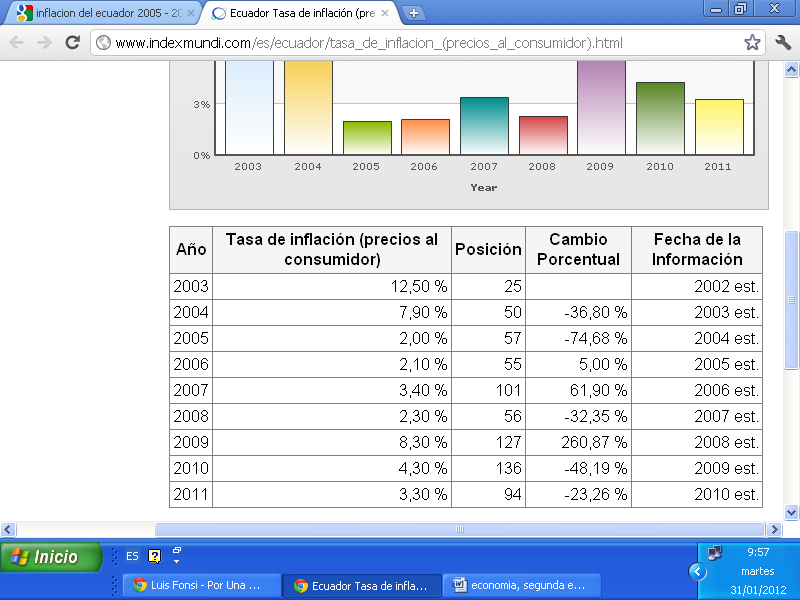 inflacion del ecuador 2005 - 20
Ecuador Tasa de inflación (pre
www.indexmundi.com/es/ecuador/tasa_de_inflacion_(precios_al_consumidor).html
3%
0%
2003 2004 2005 2006 2007 2008 2009 2010 2011
Year
Año Tasa de inflación (precios al consumidor) Posición Cambio Porcentual Fecha de la Información
2003 12,50 % 25 2002 est.
2004 7,90 % 50 -36,80 % 2003 est.
2005 2,00 % 57 -74,68 % 2004 est.
2006 2,10 % 55 5,00 % 2005 est.
2007 3,40 % 101 61,90 % 2006 est.
2008 2,30 % 56 -32,35 % 2007 est.
2009 8,30 % 127 260,87 % 2008 est.
2010 4,30 % 136 -48,19 % 2009 est.
2011 3,30 % 94 -23,26 % 2010 est.
Inicio
ES
9:57
martes
31/01/2012
Luis Fonsi - Por Una ...
Ecuador Tasa de infla...
economia, segunda e...